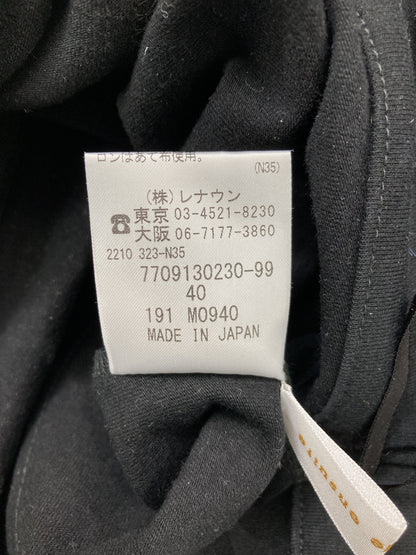 ロンはあて布使用。
(N35)
(株)レナウン
☎東京 03-4521-8230
大阪 06-7177-3860
2210 323-N35
7709130230-99
40
191 M0940
MADE IN JAPAN
ensuite